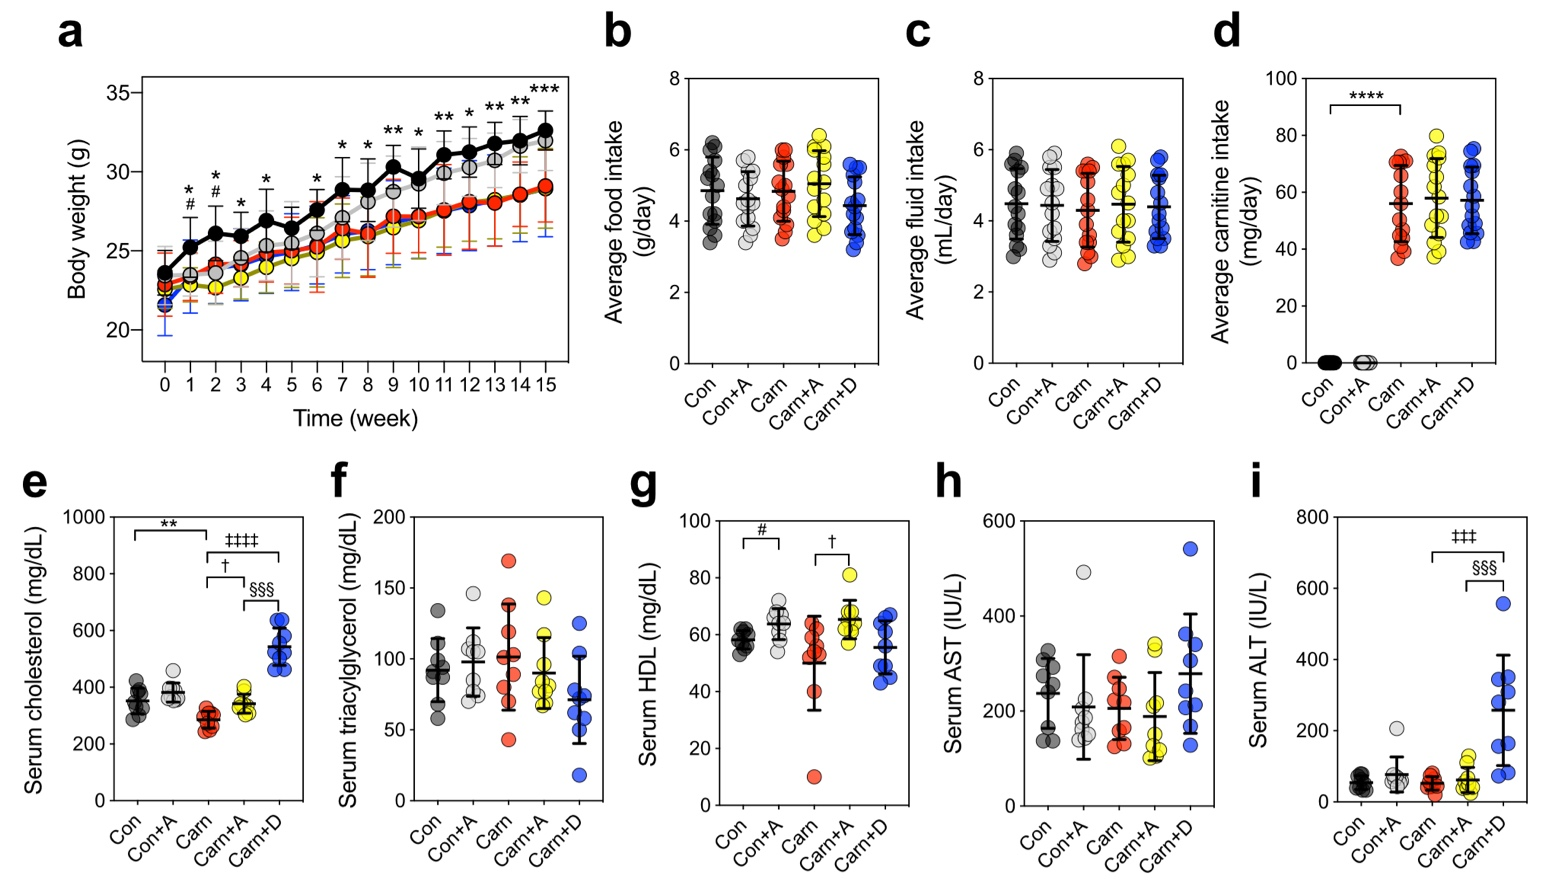 a
b
c
d
35
30
25
20
Body weight (g)
*
#
*
#
*
*
*
*
*
**
*
**
*
**
**
***
0 1 2 3 4 5 6 7 8 9 10 11 12 13 14 15
Time (week)
8
6
4
2
0
Average food intake
(g/day)
Con Con+A Carn Carn+A Carn+D
8
6
4
2
0
Average fluid intake
(mL/day)
Con Con+A Carn Carn+A Carn+D
100
80
60
40
20
0
Average carnitine intake
(mg/day)
****
Con Con+A Carn Carn+A Carn+D
e
f
g
h
i
1000
800
600
400
200
0
Serum cholesterol (mg/dL)
**
‡‡‡‡
†
§§§
Con Con+A Carn Carn+A Carn+D
200
150
100
50
0
Serum triacylglycerol (mg/dL)
Con Con+A Carn Carn+A Carn+D
100
80
60
40
20
0
Serum HDL (mg/dL)
#
†
Con Con+A Carn Carn+A Carn+D
600
400
200
0
Serum AST (IU/L)
Con Con+A Carn Carn+A Carn+D
800
600
400
200
0
Serum ALT (IU/L)
‡‡‡
§§§
Con Con+A Carn Carn+A Carn+D